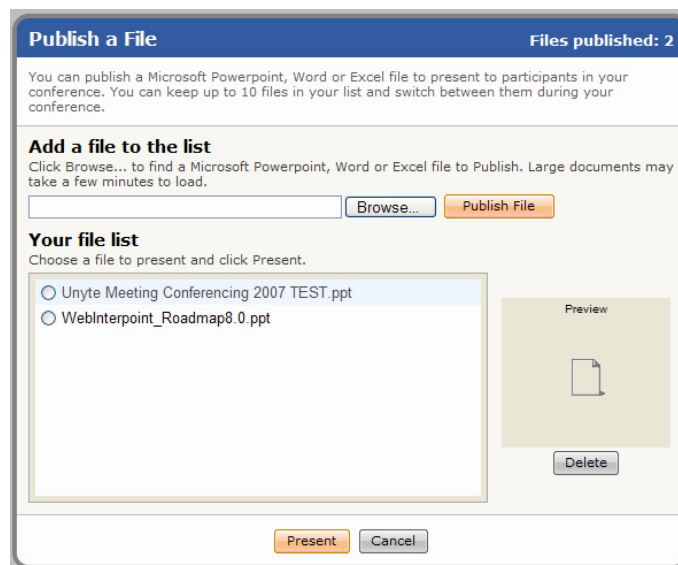 Publish a File
Files published: 2
You can publish a Microsoft Powerpoint, Word or Excel file to present to participants in your
conference. You can keep up to 10 files in your list and switch between them during your
conference.
Add a file to the list
Click Browse... to find a Microsoft Powerpoint, Word or Excel file to Publish. Large documents may
take a few minutes to load.
Browse...
Publish File
Your file list
Choose a file to present and click Present.
Unyte Meeting Conferencing 2007 TEST.ppt
WebInterpoint_Roadmap8.0.ppt
Preview
Delete
Present
Cancel